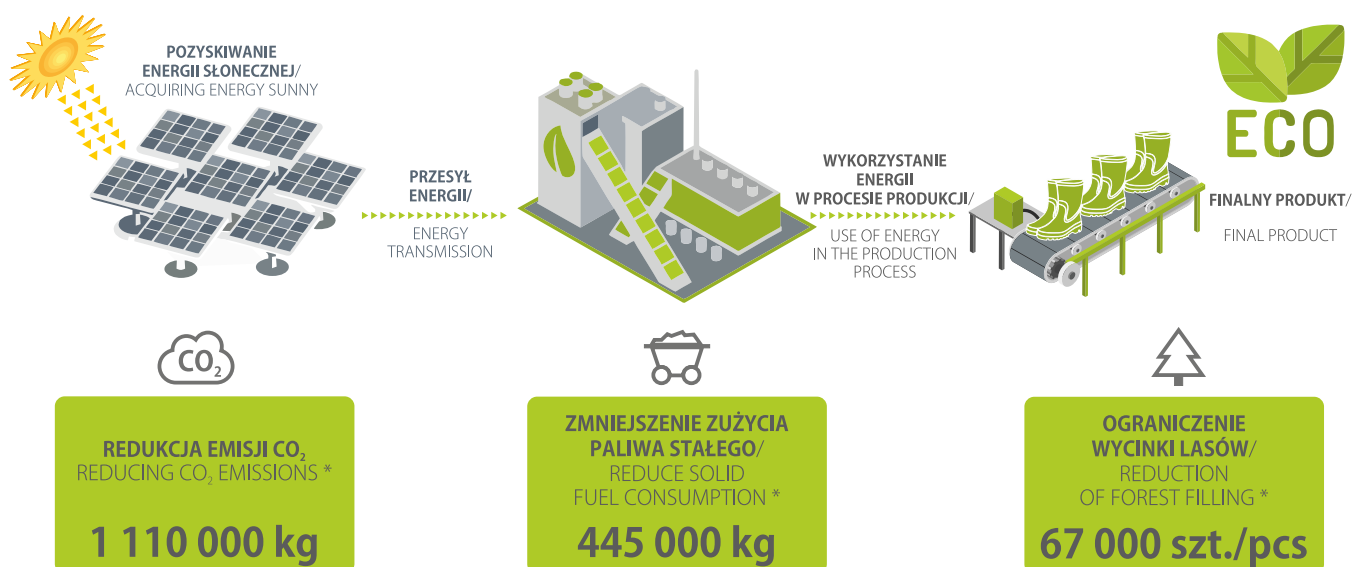 POZYSKIWANIE
ENERGII SŁONECZNEJ/
ACQUIRING ENERGY SUNNY
PRZESYŁ
ENERGII/
ENERGY
TRANSMISSION
WYKORZYSTANIE
ENERGII
W PROCESIE PRODUKCJI/
USE OF ENERGY
IN THE PRODUCTION
PROCESS
ECO
FINALNY PRODUKT/
FINAL PRODUCT
CO₂
REDUKCJA EMISJI CO₂
REDUCING CO₂ EMISSIONS *
1 110 000 kg
ZMNIEJSZENIE ZUŻYCIA
PALIWA STAŁEGO/
REDUCE SOLID
FUEL CONSUMPTION *
445 000 kg
OGRANICZENIE
WYCINKI LASÓW/
REDUCTION
OF FOREST FILLING *
67 000 szt./pcs